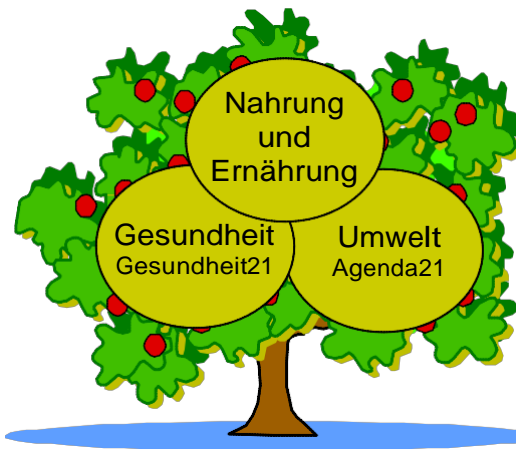 Nahrung
und
Ernährung
Gesundheit
Gesundheit21
Umwelt
Agenda21